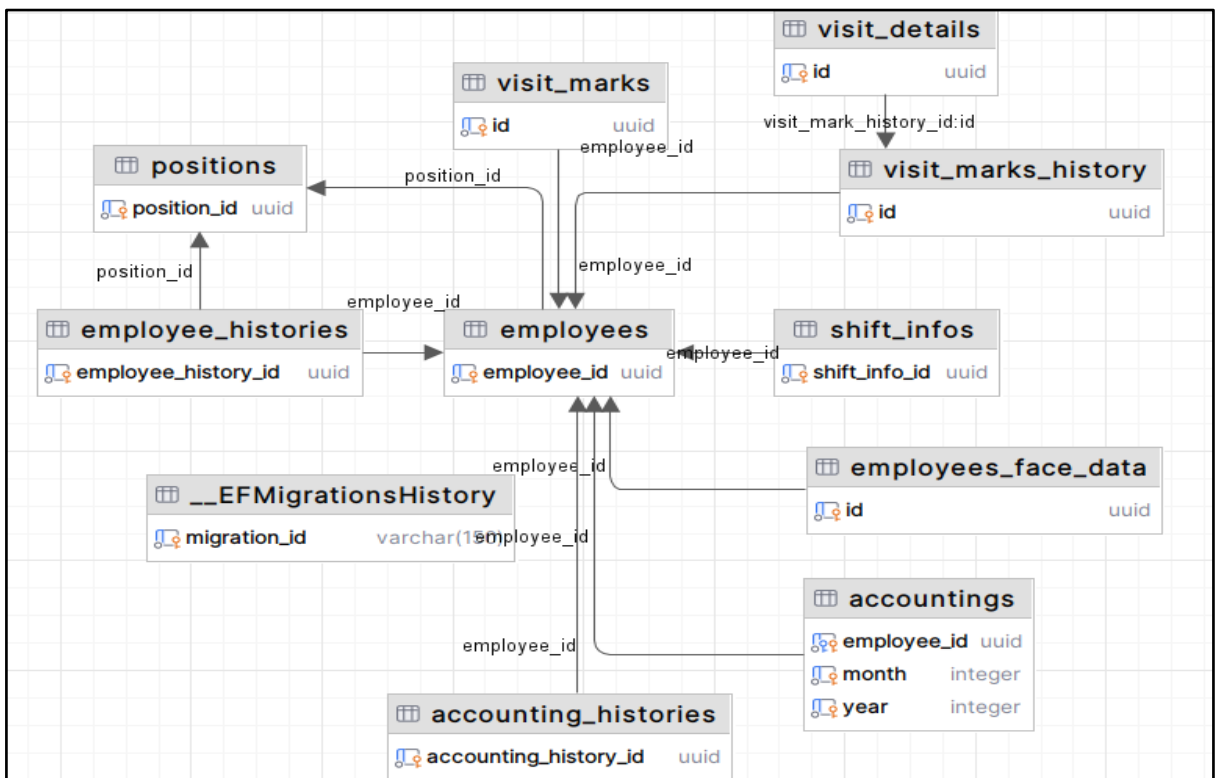 visit_details
id uuid
visit_marks
id uuid
visit_mark_history_id:id
employee_id
positions
position_id uuid
position_id
visit_marks_history
id uuid
position_id
employee_id
employee_id
employee_histories
employee_history_id uuid
employees
employee_id uuid
shift_infos
shift_info_id uuid
employee_id
employee_id
employees_face_data
id uuid
__EFMigrationsHistory
migration_id varchar(150)
employee_id
accountings
employee_id uuid
month integer
year integer
employee_id
accounting_histories
accounting_history_id uuid